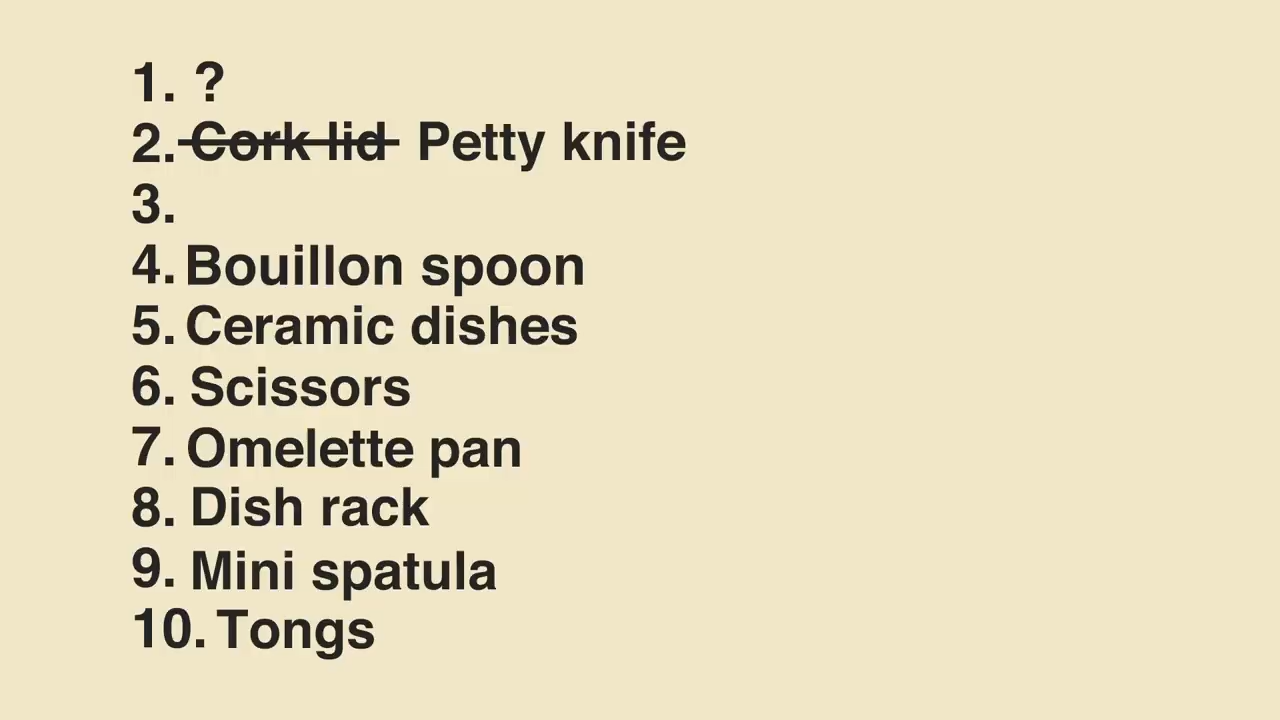 1. ?
2. Cork lid Petty knife
3.
4. Bouillon spoon
5. Ceramic dishes
6. Scissors
7. Omelette pan
8. Dish rack
9. Mini spatula
10. Tongs